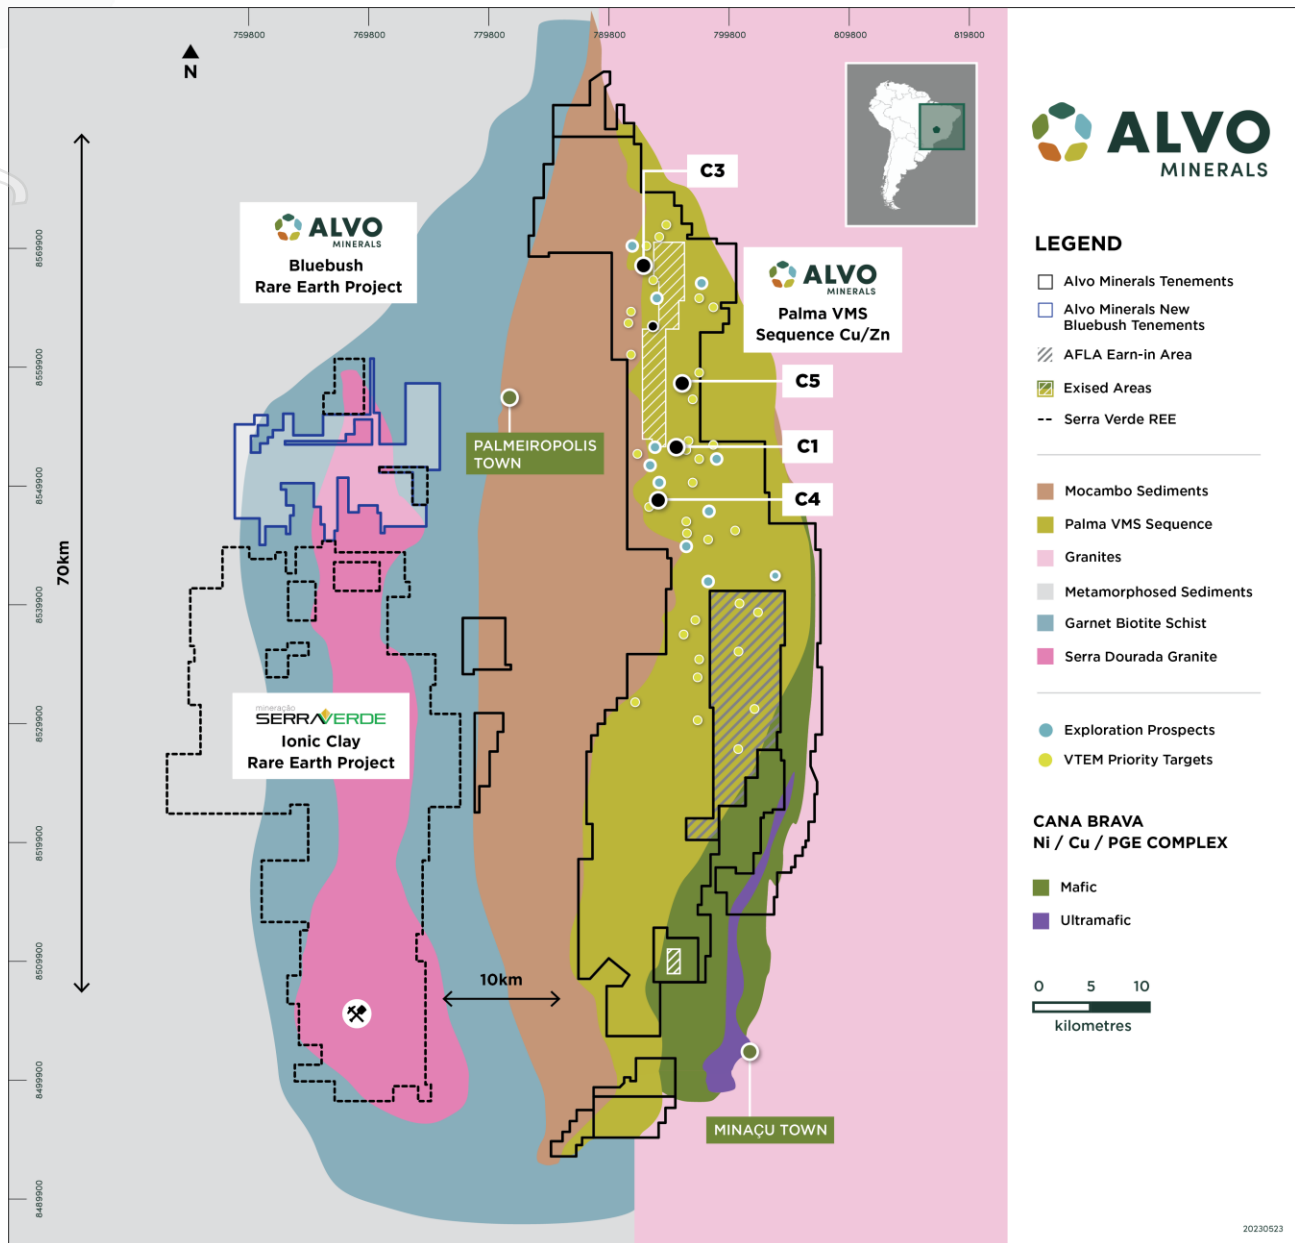 759800
769800
779800
789800
799800
809800
819800
N
C3
ALVO
MINERALS
Bluebush
Rare Earth Project
ALVO
MINERALS
Palma VMS
Sequence Cu/Zn
C5
PALMEIROPOLIS
TOWN
C1
C4
70km
mineração
SERRAVERDE
Ionic Clay
Rare Earth Project
10km
MINAÇU TOWN
8569900
8559900
8549900
8539900
8529900
8519900
8509900
8499900
8489900
ALVO
MINERALS
LEGEND
Alvo Minerals Tenements
Alvo Minerals New
Bluebush Tenements
AFLA Earn-in Area
Exised Areas
Serra Verde REE
Mocambo Sediments
Palma VMS Sequence
Granites
Metamorphosed Sediments
Garnet Biotite Schist
Serra Dourada Granite
Exploration Prospects
VTEM Priority Targets
CANA BRAVA
Ni / Cu / PGE COMPLEX
Mafic
Ultramafic
0 5 10
kilometres
20230523